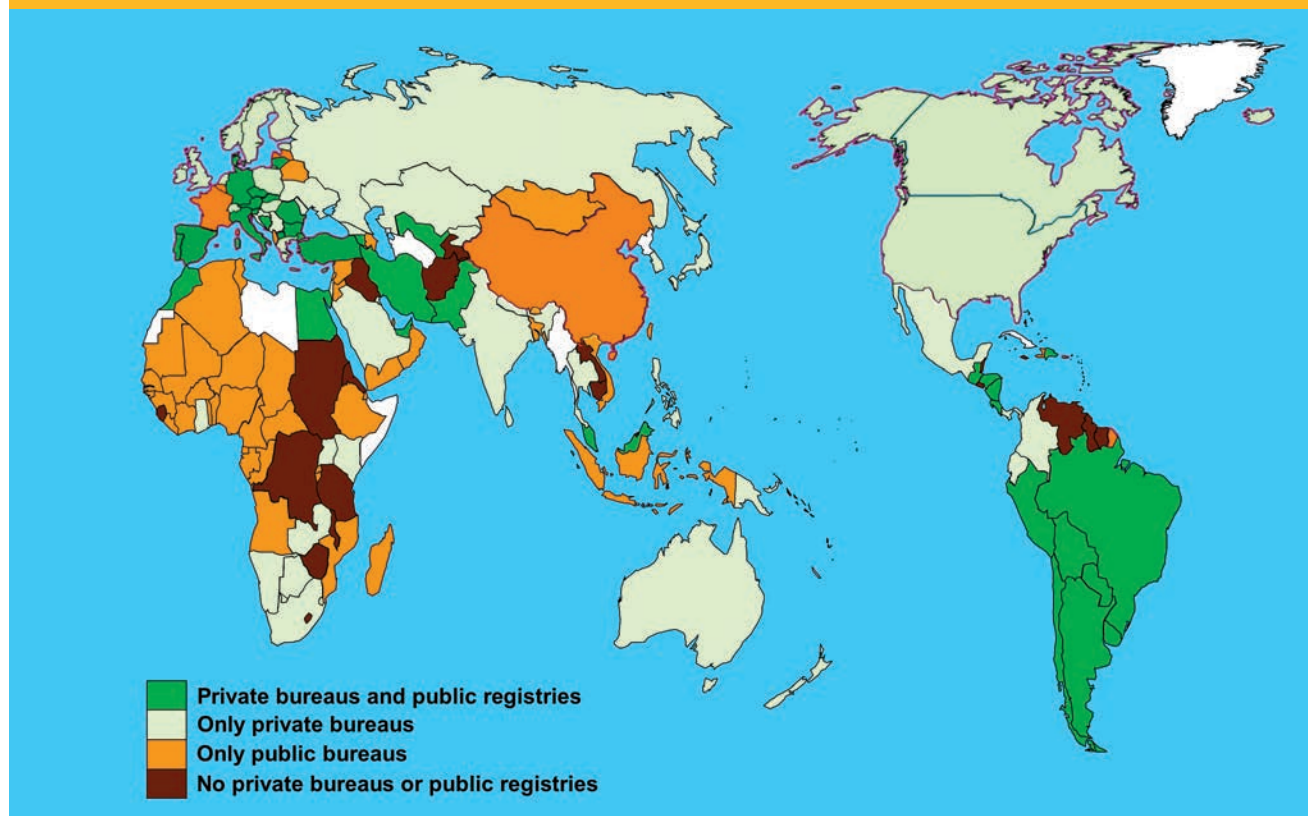 Private bureaus and public registries
Only private bureaus
Only public bureaus
No private bureaus or public registries